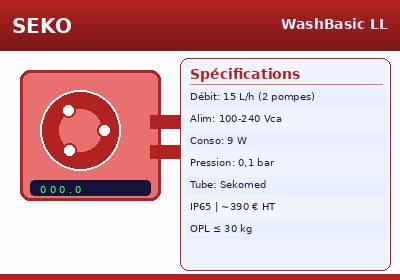 SEKO
WashBasic LL
Spécifications
Débit: 15 L/h (2 pompes)
Alim: 100-240 Vca
Conso: 9 W
Pression: 0,1 bar
Tube: Sekomed
IP65 | ~390 € HT
OPL ≤ 30 kg
000.0